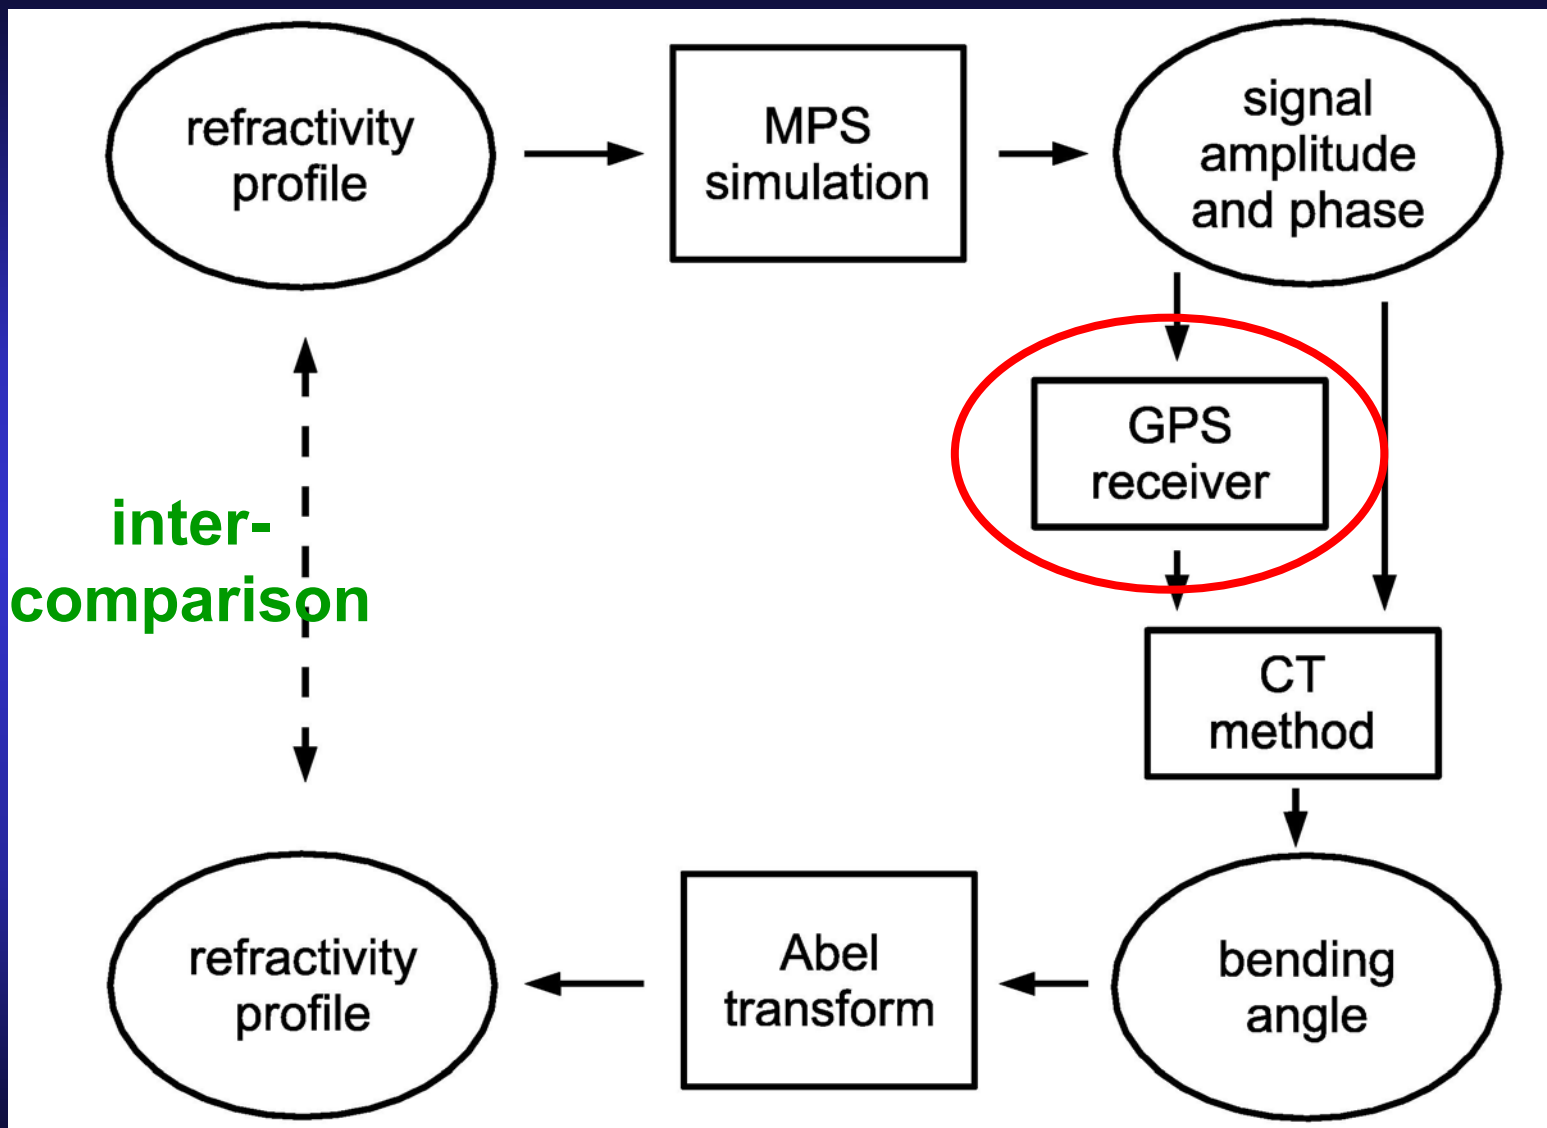 refractivity
profile
MPS
simulation
signal
amplitude
and phase
GPS
receiver
inter-
comparison
CT
method
refractivity
profile
Abel
transform
bending
angle